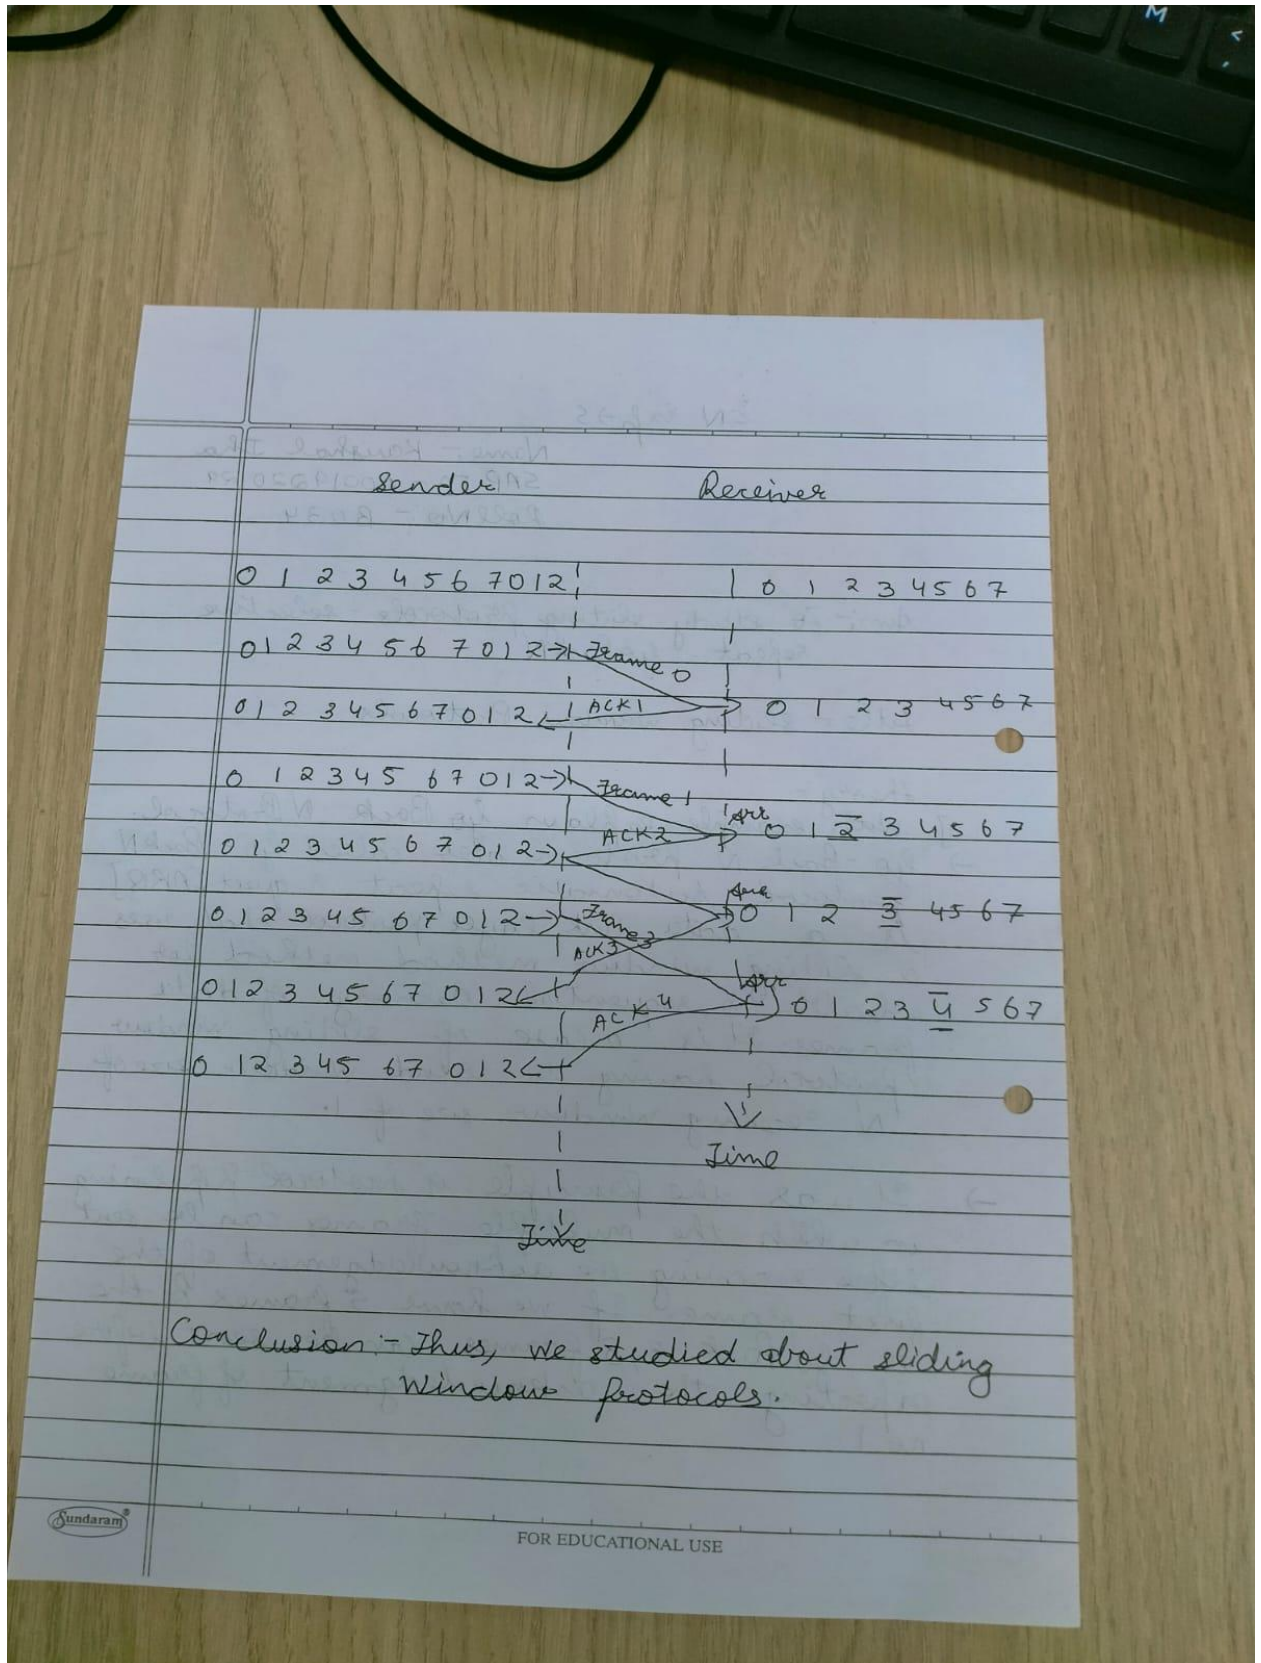 M
<
Sender Receiver
0 1 2 3 4 5 6 7 0 1 2 0 1 2 3 4 5 6 7
0 1 2 3 4 5 6 7 0 1 2 Frame 0
0 1 2 3 4 5 6 7 0 1 2 ACK1 0 1 2 3 4 5 6 7
0 1 2 3 4 5 6 7 0 1 2 Frame 1
Arr
ACK2 0 1 2 3 4 5 6 7
0 1 2 3 4 5 6 7 0 1 2
0 1 2 3 4 5 6 7 0 1 2 Frame 3 0 1 2 3 4 5 6 7
ACK3
Arr
0 1 2 3 4 5 6 7 0 1 2 ACK 4 0 1 2 3 4 5 6 7
0 1 2 3 4 5 6 7 0 1 2
Time
Time
Conclusion :- Thus, we studied about sliding
Window protocols.
Sundaram®
FOR EDUCATIONAL USE